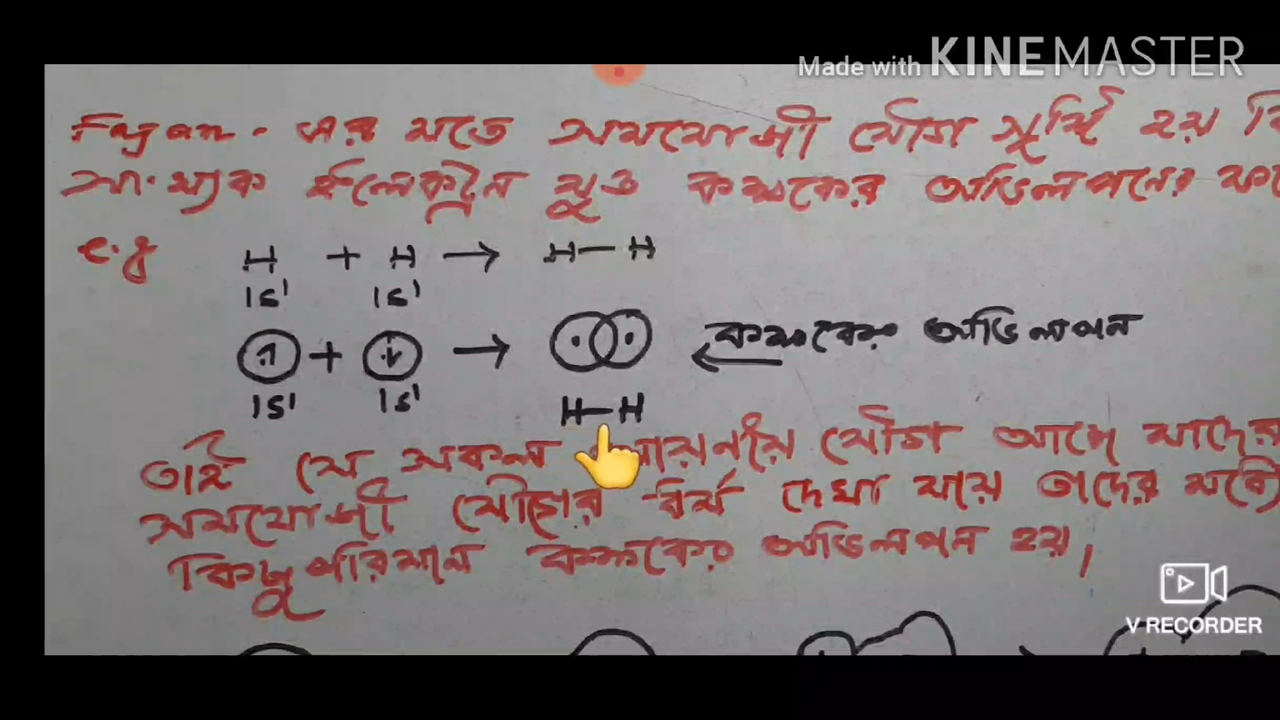 Made with KINEMASTER
Fajan. এর মতে সমযোজী যৌগ সৃষ্টি হয় বি
সাংখ্যক ইলেকট্রন যুক্ত কক্ষকের অভিলেপনের ফ
e.g H + H → H—H
1S¹ 1S¹
↑ + ↓ → কক্ষকের অভিলেপন
1S¹ 1S¹ H—H
তাই যে সকল আয়নীয় যৌগ আছে যাদের
সমযোজী যৌগের ধর্ম দেখা যায় তাদের মধ্যে
কিছু পরিমানে কক্ষকের অভিলেপন হয়।
V RECORDER